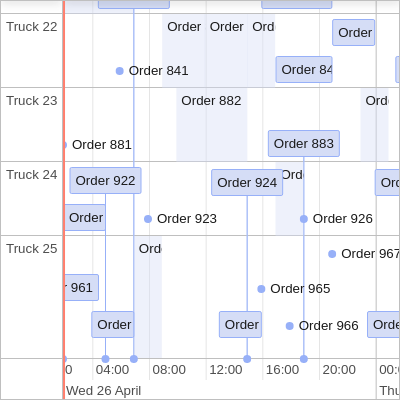 Truck 22
Order Order Ord
Order
Order 841
Order 84
Truck 23
Order 882
Ord
Order 881
Order 883
Truck 24
Order 922
Order 924
Ord
Ord
Order
Order 923
Order 926
Truck 25
Ord
Order 967
961
Order 965
Order
Order
Order 966
Orde
0 04:00 08:00 12:00 16:00 20:00 00:
Wed 26 April
Thu